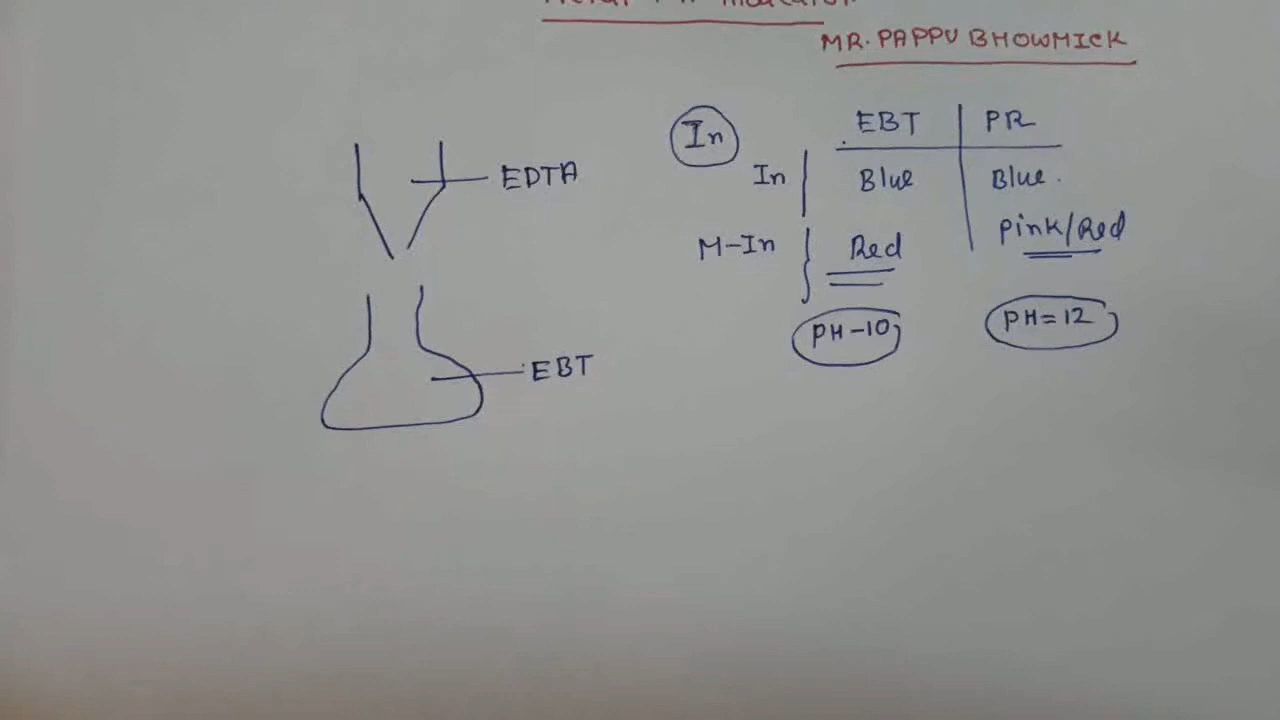 MR. PAPPU BHOWMICK
EDTA
EBT
In
EBT PR
In Blue Blue.
M-In Red Pink/Red
PH-10 PH=12